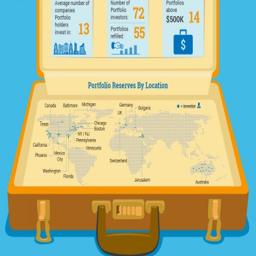 Average number of
companies
Portfolio
holders
invest in
13
Number of
Portfolio
investors
72
Portfolios
refilled
55
Portfolios
above
$500K
14
Portfolio Reserves By Location
Canada
Baltimore
Michigan
Germany
UK
Bulgaria
= investor
Texas
Chicago
Boston
NY / NJ
Pennsylvania
Venezuela
California
Phoenix
Mexico
City
Washington
Florida
Switzerland
Jerusalem
Australia